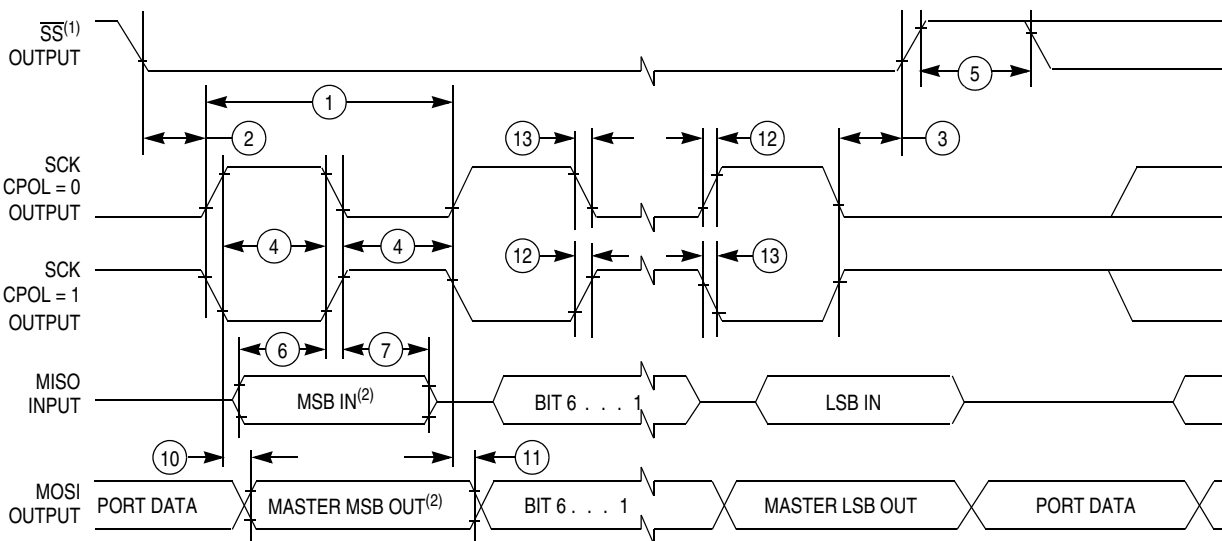 SS(1)
OUTPUT
5
1
2
13
12
3
SCK
CPOL = 0
OUTPUT
4
4
12
13
SCK
CPOL = 1
OUTPUT
6
7
MISO
INPUT
MSB IN(2)
BIT 6 . . . 1
LSB IN
10
11
MOSI
OUTPUT
PORT DATA
MASTER MSB OUT(2)
BIT 6 . . . 1
MASTER LSB OUT
PORT DATA